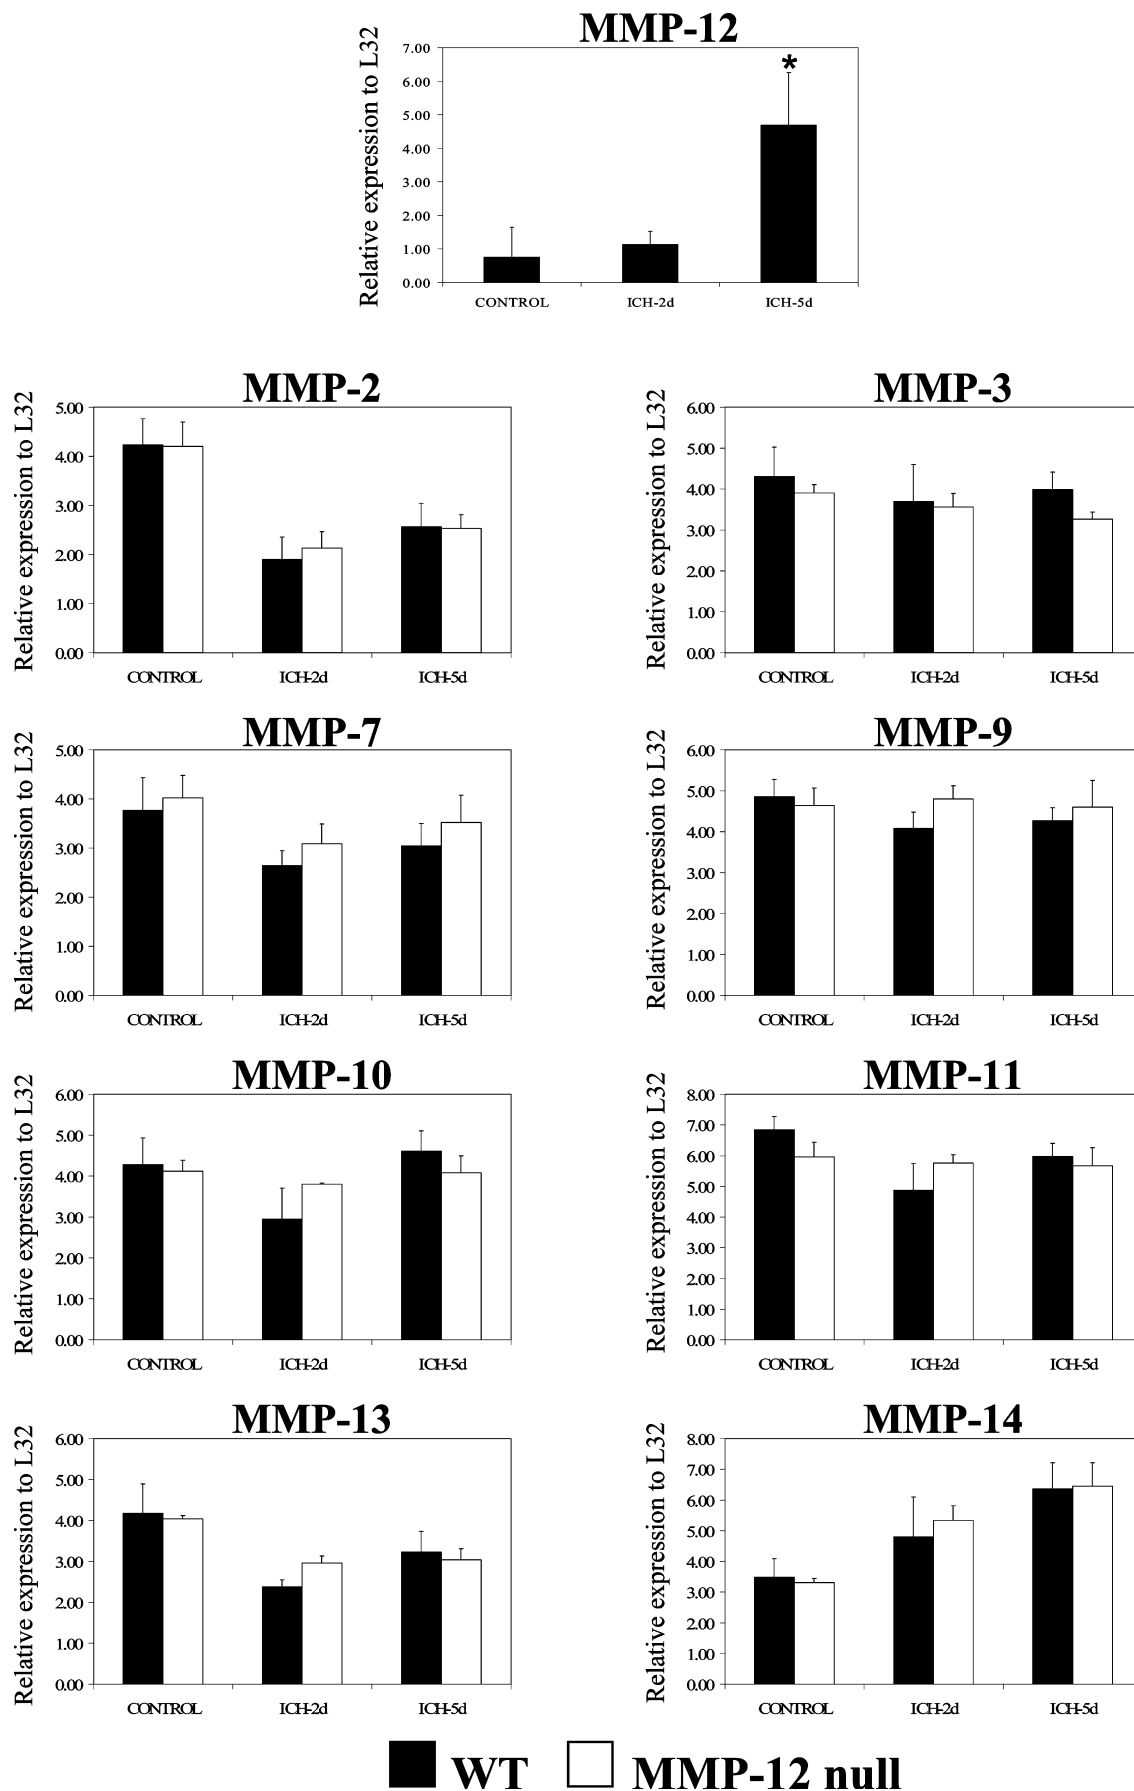 MMP-12
Relative expression to L32
7.00
6.00
5.00
4.00
3.00
2.00
1.00
0.00
*
CONTROL ICH-2d ICH-5d
MMP-2
Relative expression to L32
5.00
4.00
3.00
2.00
1.00
0.00
CONTROL ICH-2d ICH-5d
MMP-3
Relative expression to L32
6.00
5.00
4.00
3.00
2.00
1.00
0.00
CONTROL ICH-2d ICH-5d
MMP-7
Relative expression to L32
5.00
4.00
3.00
2.00
1.00
0.00
CONTROL ICH-2d ICH-5d
MMP-9
Relative expression to L32
6.00
5.00
4.00
3.00
2.00
1.00
0.00
CONTROL ICH-2d ICH-5d
MMP-10
Relative expression to L32
6.00
5.00
4.00
3.00
2.00
1.00
0.00
CONTROL ICH-2d ICH-5d
MMP-11
Relative expression to L32
8.00
7.00
6.00
5.00
4.00
3.00
2.00
1.00
0.00
CONTROL ICH-2d ICH-5d
MMP-13
Relative expression to L32
6.00
5.00
4.00
3.00
2.00
1.00
0.00
CONTROL ICH-2d ICH-5d
MMP-14
Relative expression to L32
8.00
7.00
6.00
5.00
4.00
3.00
2.00
1.00
0.00
CONTROL ICH-2d ICH-5d
WT MMP-12 null